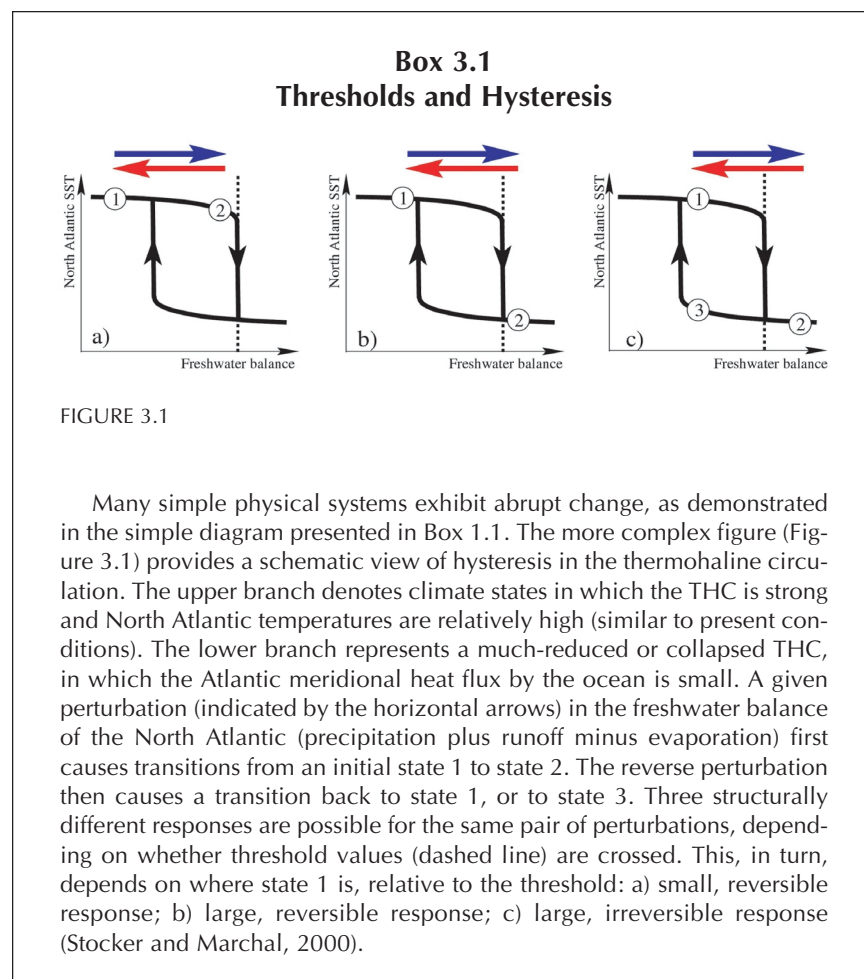 Box 3.1
Thresholds and Hysteresis
North Atlantic SST
1
2
a)
Freshwater balance
North Atlantic SST
1
2
b)
Freshwater balance
North Atlantic SST
1
3
2
c)
Freshwater balance
FIGURE 3.1
Many simple physical systems exhibit abrupt change, as demonstrated
in the simple diagram presented in Box 1.1. The more complex figure (Fig-
ure 3.1) provides a schematic view of hysteresis in the thermohaline circu-
lation. The upper branch denotes climate states in which the THC is strong
and North Atlantic temperatures are relatively high (similar to present con-
ditions). The lower branch represents a much-reduced or collapsed THC,
in which the Atlantic meridional heat flux by the ocean is small. A given
perturbation (indicated by the horizontal arrows) in the freshwater balance
of the North Atlantic (precipitation plus runoff minus evaporation) first
causes transitions from an initial state 1 to state 2. The reverse perturbation
then causes a transition back to state 1, or to state 3. Three structurally
different responses are possible for the same pair of perturbations, depend-
ing on whether threshold values (dashed line) are crossed. This, in turn,
depends on where state 1 is, relative to the threshold: a) small, reversible
response; b) large, reversible response; c) large, irreversible response
(Stocker and Marchal, 2000).